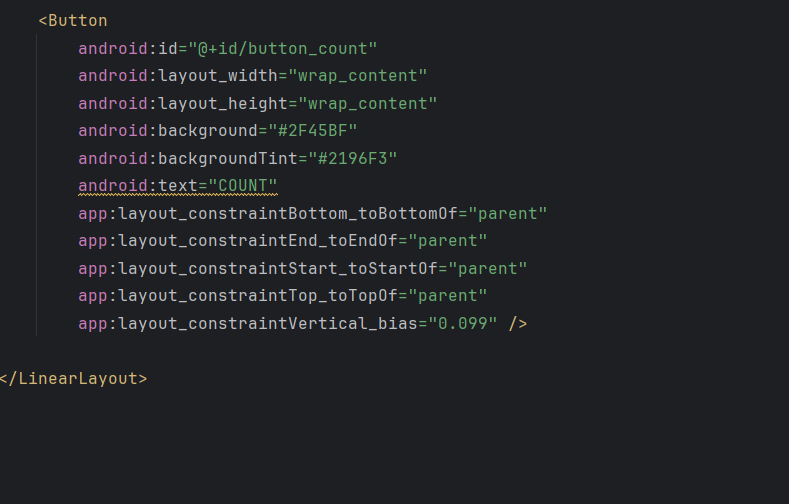 <Button
android:id="@+id/button_count"
android:layout_width="wrap_content"
android:layout_height="wrap_content"
android:background="#2F45BF"
android:backgroundTint="#2196F3"
android:text="COUNT"
app:layout_constraintBottom_toBottomOf="parent"
app:layout_constraintEnd_toEndOf="parent"
app:layout_constraintStart_toStartOf="parent"
app:layout_constraintTop_toTopOf="parent"
app:layout_constraintVertical_bias="0.099" />
</LinearLayout>